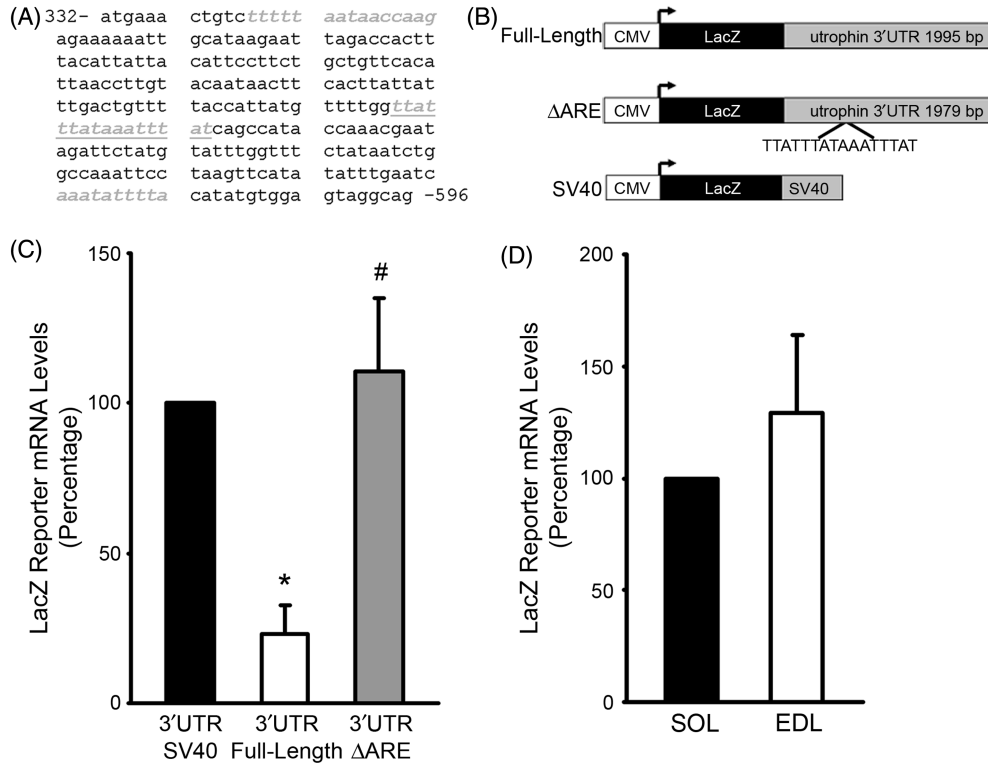 (A)
332- atgaaa ctgtcttttt aataaccaag
agaaaaaatt gcataagaat tagaccactt
tacattatta cattccttct gctgttcaca
ttaaccttgt acaataactt cacttattat
ttgactgttt taccattatg ttttggttat
ttataaattt atcagccata ccaaacgaat
agattctatg tatttggttt ctataatctg
gccaaattcc taagttcata tatttgaatc
aaatatttta catatgtgga gtaggcag -596
(B)
Full-Length CMV LacZ utrophin 3′UTR 1995 bp
ΔARE CMV LacZ utrophin 3′UTR 1979 bp
TTATTTATAAATTTAT
SV40 CMV LacZ SV40
(C)
LacZ Reporter mRNA Levels
(Percentage)
150
100
50
0
*
#
3′UTR 3′UTR 3′UTR
SV40 Full-Length ΔARE
(D)
LacZ Reporter mRNA Levels
(Percentage)
200
150
100
50
0
SOL EDL